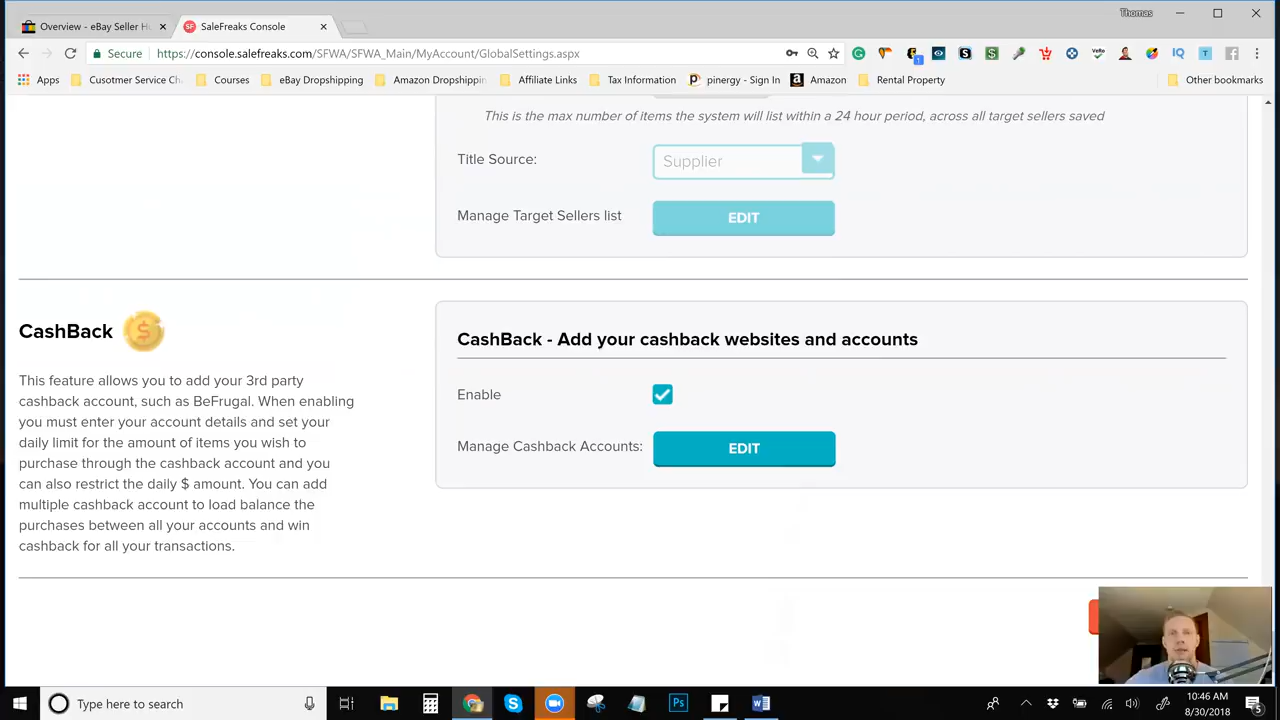 Overview - eBay Seller H
SaleFreaks Console
Thomas
Secure
https://console.salefreaks.com/SFWA/SFWA_Main/MyAccount/GlobalSettings.aspx
Apps
Cusotmer Service Ch
Courses
eBay Dropshipping
Amazon Dropshippin
Affiliate Links
Tax Information
pinergy - Sign In
Amazon
Rental Property
Other bookmarks
This is the max number of items the system will list within a 24 hour period, across all target sellers saved
Title Source:
Supplier
Manage Target Sellers list
EDIT
CashBack
This feature allows you to add your 3rd party
cashback account, such as BeFrugal. When enabling
you must enter your account details and set your
daily limit for the amount of items you wish to
purchase through the cashback account and you
can also restrict the daily $ amount. You can add
multiple cashback account to load balance the
purchases between all your accounts and win
cashback for all your transactions.
CashBack - Add your cashback websites and accounts
Enable
Manage Cashback Accounts:
EDIT
Type here to search
10:46 AM
8/30/2018